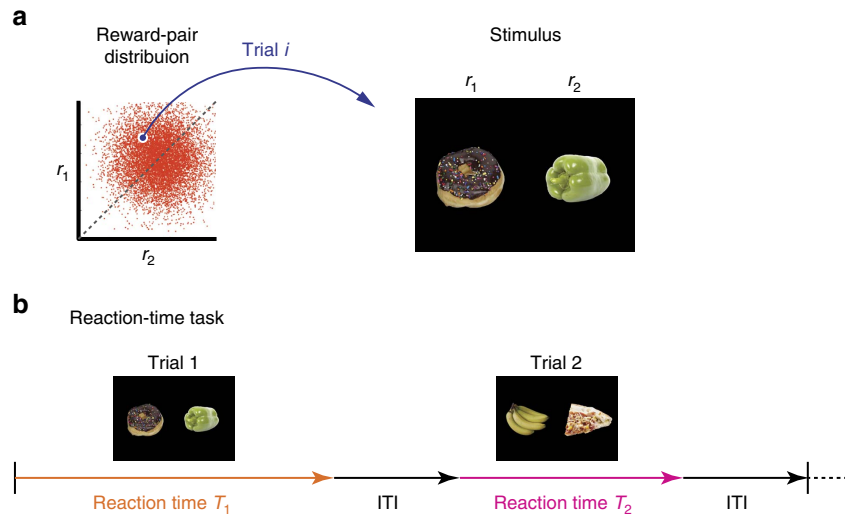 a
Reward-pair
distribuion
Trial i
Stimulus
r1
r2
r1
r2
b
Reaction-time task
Trial 1
Trial 2
Reaction time T1
ITI
Reaction time T2
ITI